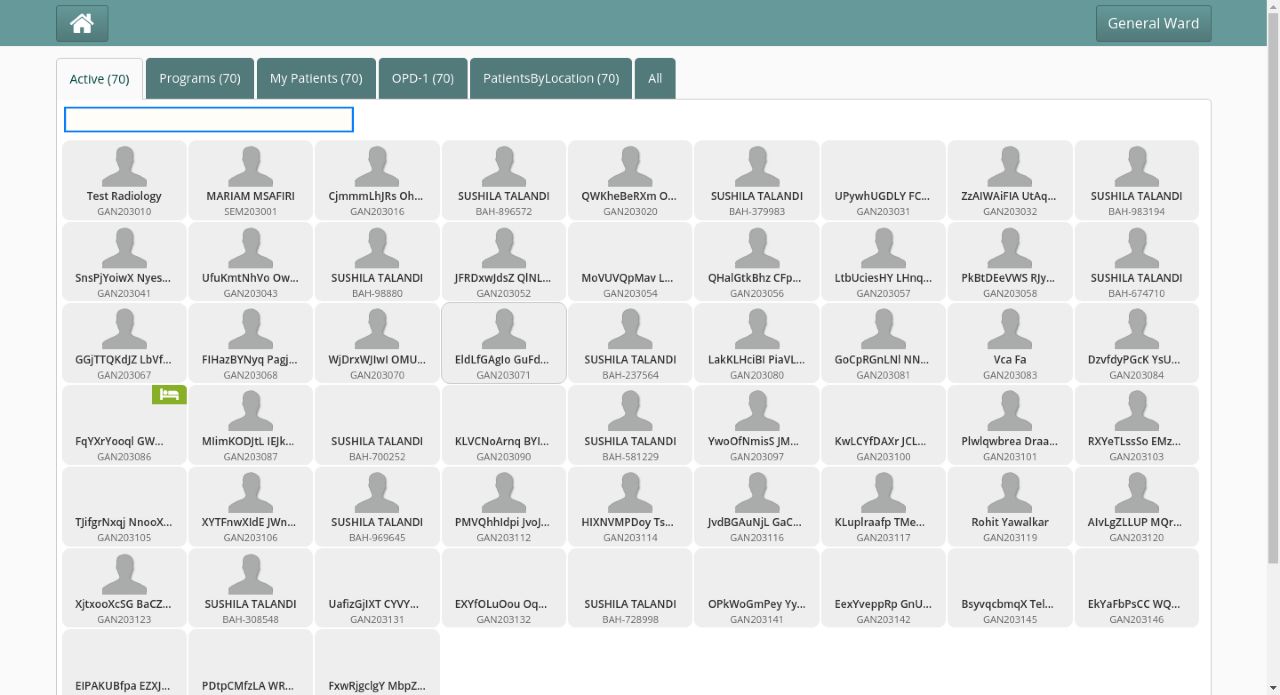 General Ward
Active (70)
Programs (70)
My Patients (70)
OPD-1 (70)
PatientsByLocation (70)
All
Test Radiology
GAN203010
MARIAM MSAFIRI
SEM203001
CjmmmLhJRs Oh...
GAN203016
SUSHILA TALANDI
BAH-896572
QWKheBeRXm O...
GAN203020
SUSHILA TALANDI
BAH-379983
UPywhUGDLY FC...
GAN203031
ZzAIWAiFIA UtAq...
GAN203032
SUSHILA TALANDI
BAH-983194
SnsPjYoiwX Nyes...
GAN203041
UfuKmtNhVo Ow...
GAN203043
SUSHILA TALANDI
BAH-98880
JFRDxwJdsZ QlNL...
GAN203052
MoVUVQpMav L...
GAN203054
QHalGtkBhz CFp...
GAN203056
LtbUciesHY LHnq...
GAN203057
PkBtDEeVWS RJy...
GAN203058
SUSHILA TALANDI
BAH-674710
GGjTTQKdJZ LbVf...
GAN203067
FIHazBYNyq Pagj...
GAN203068
WjDrxWJIwI OMU...
GAN203070
EldLfGAgIo GuFd...
GAN203071
SUSHILA TALANDI
BAH-237564
LakKLHciBI PiaVL...
GAN203080
GoCpRGnLNl NN...
GAN203081
Vca Fa
GAN203083
DzvfdyPGcK YsU...
GAN203084
FqYXrYooql GW...
GAN203086
MIimKODJtL IEJk...
GAN203087
SUSHILA TALANDI
BAH-700252
KLVCNoArnq BYI...
GAN203090
SUSHILA TALANDI
BAH-581229
YwoOfNmisS JM...
GAN203097
KwLCYfDAXr JCL...
GAN203100
Plwlqwbrea Draa...
GAN203101
RXYeTLssSo EMz...
GAN203103
TJifgrNxqj NnooX...
GAN203105
XYTFnwXIdE JWn...
GAN203106
SUSHILA TALANDI
BAH-969645
PMVQhhIdpi JvoJ...
GAN203112
HIXNVMPDoy Ts...
GAN203114
JvdBGAuNjL GaC...
GAN203116
KLuplraafp TMe...
GAN203117
Rohit Yawalkar
GAN203119
AIvLgZLLUP MQr...
GAN203120
XjtxooXcSG BaCZ...
GAN203123
SUSHILA TALANDI
BAH-308548
UafizGjIXT CYVY...
GAN203131
EXYfOLuOou Oq...
GAN203132
SUSHILA TALANDI
BAH-728998
OPkWoGmPey Yy...
GAN203141
EexYveppRp GnU...
GAN203142
BsyvqcbmqX Tel...
GAN203145
EkYaFbPsCC WQ...
GAN203146
EIPAKUBfpa EZXJ...
PDtpCMfzLA WR...
FxwRjgclgY MbpZ...